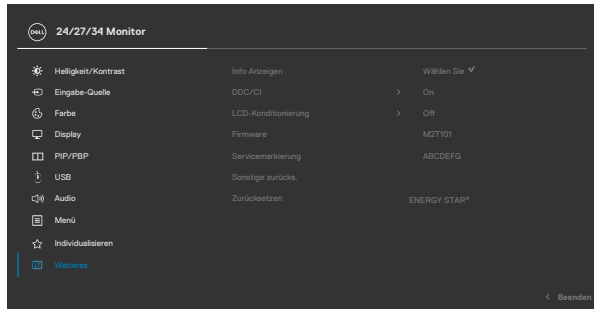 DELL 24/27/34 Monitor
Helligkeit/Kontrast Info Anzeigen Wählen Sie ✓
Eingabe-Quelle DDC/CI > On
Farbe LCD-Konditionierung > Off
Display Firmware M2T101
PIP/PBP Servicemarkierung ABCDEFG
USB Sonstige zurücks.
Audio Zurücksetzen ENERGY STAR®
Menü
Individualisieren
Weiteres
< Beenden